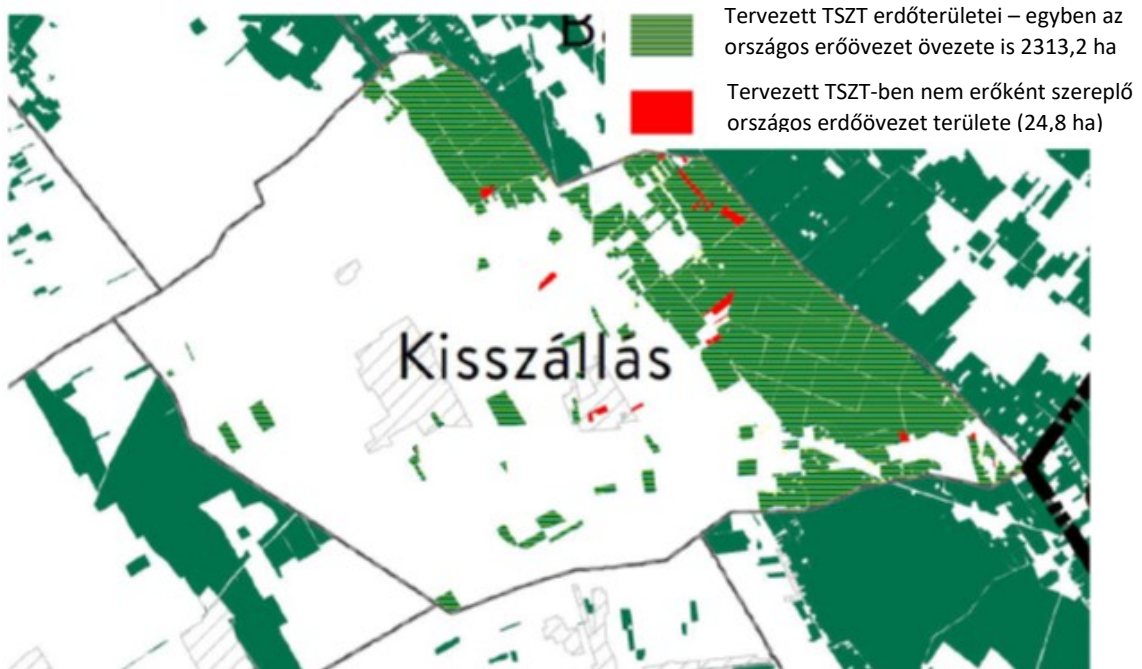 Tervezett TSZT erdőterületei – egyben az
országos erőövezet övezete is 2313,2 ha
Tervezett TSZT-ben nem erőként szereplő
országos erdőövezet területe (24,8 ha)
Kisszállás